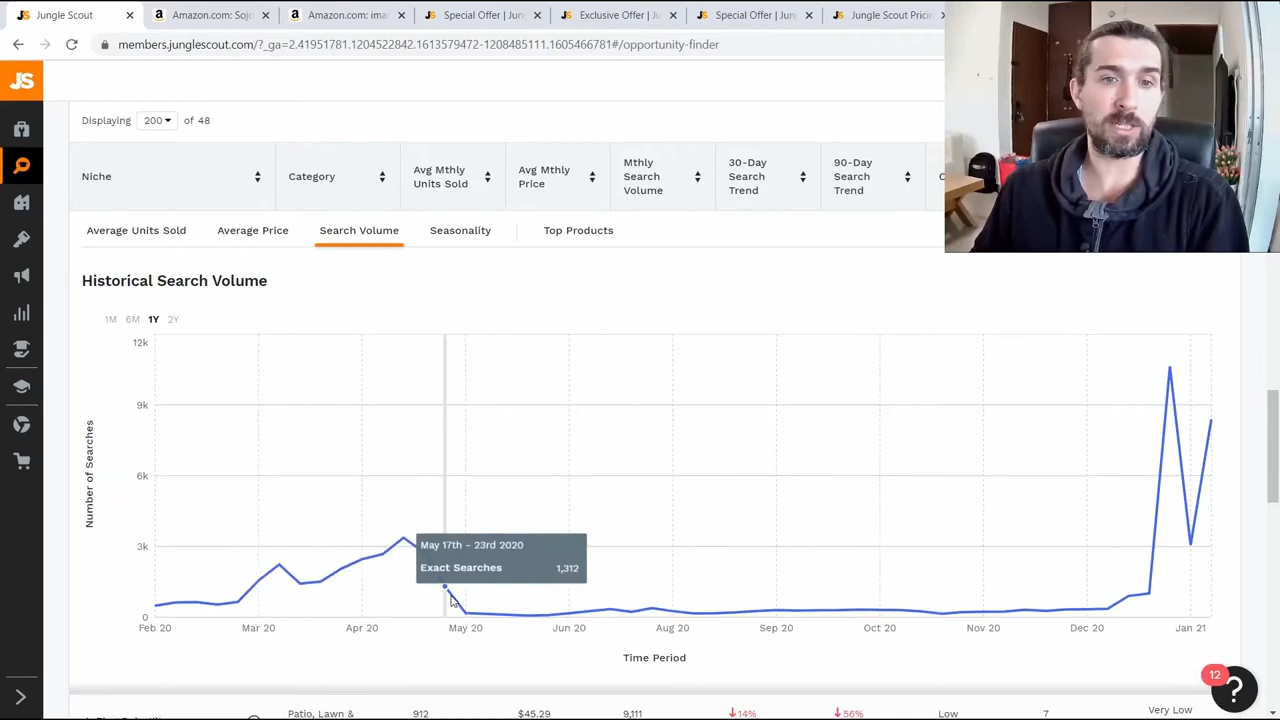 Jungle Scout
Amazon.com: Sojo
Amazon.com: ima
Special Offer | Jun
Exclusive Offer | Ju
Special Offer | Jung
Jungle Scout Prici
members.junglescout.com/?_ga=2.41951781.1204522842.1613579472-1208485111.1605466781#/opportunity-finder
JS
Displaying 200 of 48
Niche
Category
Avg Mthly Units Sold
Avg Mthly Price
Mthly Search Volume
30-Day Search Trend
90-Day Search Trend
Average Units Sold
Average Price
Search Volume
Seasonality
Top Products
Historical Search Volume
1M 6M 1Y 2Y
Number of Searches
12k
9k
6k
3k
0
May 17th - 23rd 2020
Exact Searches 1,312
Feb 20 Mar 20 Apr 20 May 20 Jun 20 Aug 20 Sep 20 Oct 20 Nov 20 Dec 20 Jan 21
Time Period
12
?
Patio, Lawn &
912
$45.29
9,111
14%
56%
Low
7
Very Low